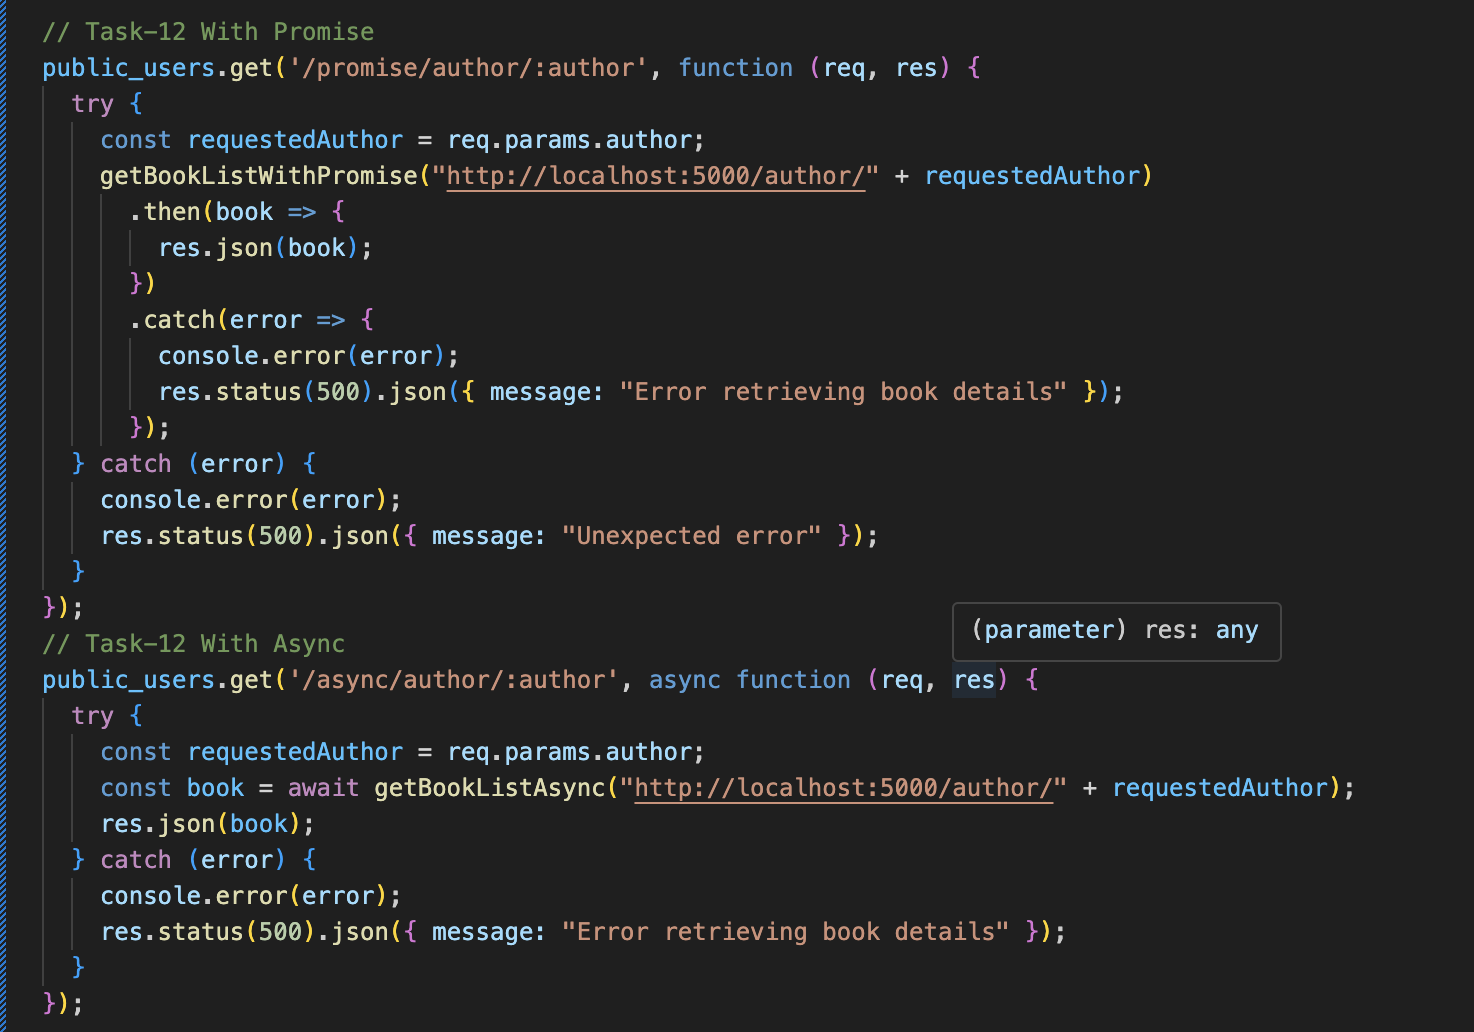 // Task-12 With Promise
public_users.get('/promise/author/:author', function (req, res) {
  try {
    const requestedAuthor = req.params.author;
    getBookListWithPromise("http://localhost:5000/author/" + requestedAuthor)
      .then(book => {
        res.json(book);
      })
      .catch(error => {
        console.error(error);
        res.status(500).json({ message: "Error retrieving book details" });
      });
  } catch (error) {
    console.error(error);
    res.status(500).json({ message: "Unexpected error" });
  }
});
(parameter) res: any
// Task-12 With Async
public_users.get('/async/author/:author', async function (req, res) {
  try {
    const requestedAuthor = req.params.author;
    const book = await getBookListAsync("http://localhost:5000/author/" + requestedAuthor);
    res.json(book);
  } catch (error) {
    console.error(error);
    res.status(500).json({ message: "Error retrieving book details" });
  }
});